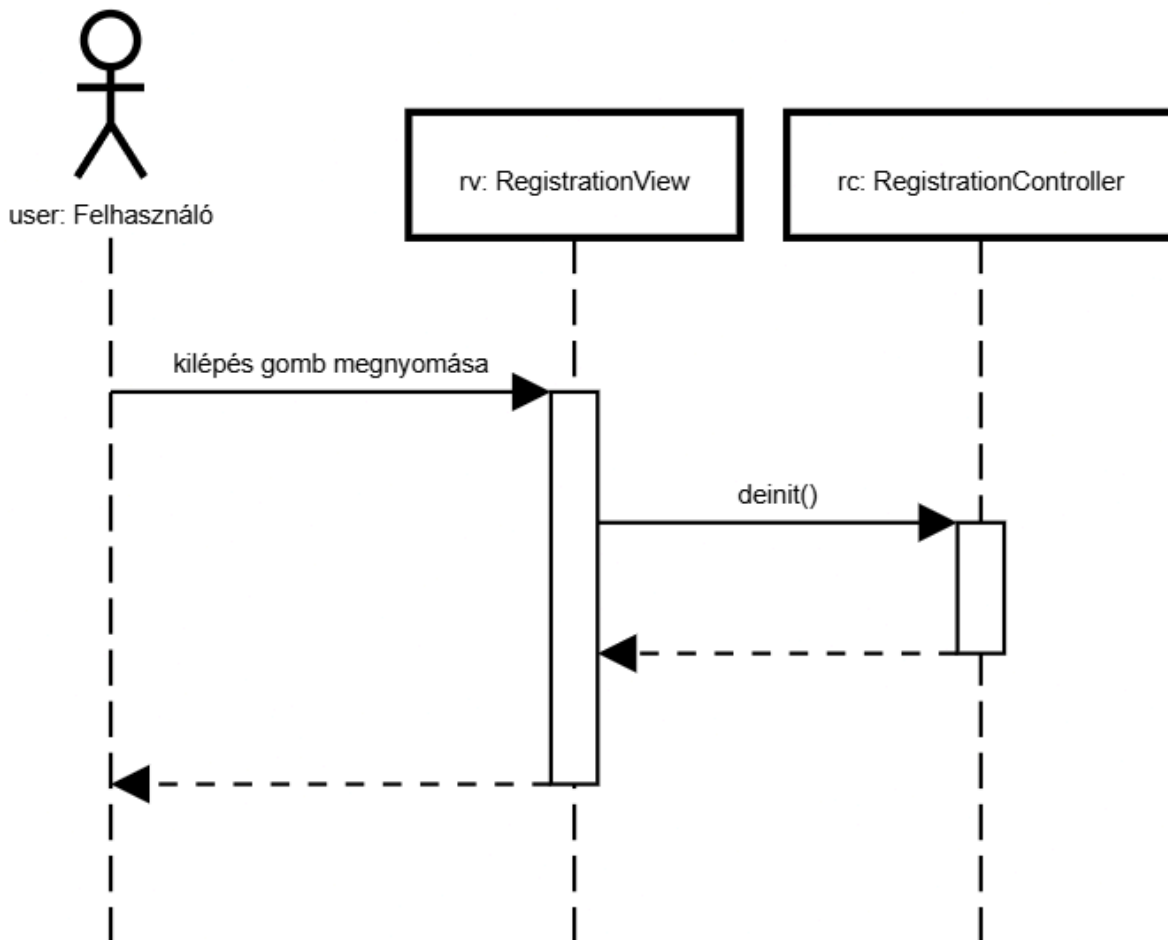 user: Felhasználó
rv: RegistrationView
rc: RegistrationController
kilépés gomb megnyomása
deinit()